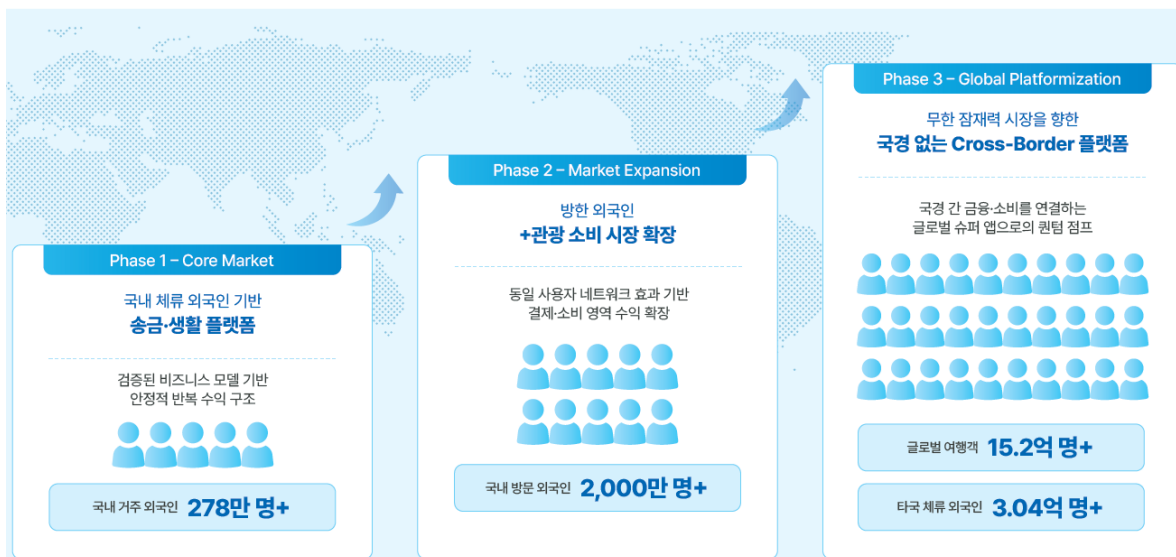 Phase 1 – Core Market
국내 체류 외국인 기반
송금·생활 플랫폼
검증된 비즈니스 모델 기반
안정적 반복 수익 구조
국내 거주 외국인 278만 명+
Phase 2 – Market Expansion
방한 외국인
+관광 소비 시장 확장
동일 사용자 네트워크 효과 기반
결제·소비 영역 수익 확장
국내 방문 외국인 2,000만 명+
Phase 3 – Global Platformization
무한 잠재력 시장을 향한
국경 없는 Cross-Border 플랫폼
국경 간 금융·소비를 연결하는
글로벌 슈퍼 앱으로의 퀀텀 점프
글로벌 여행객 15.2억 명+
타국 체류 외국인 3.04억 명+